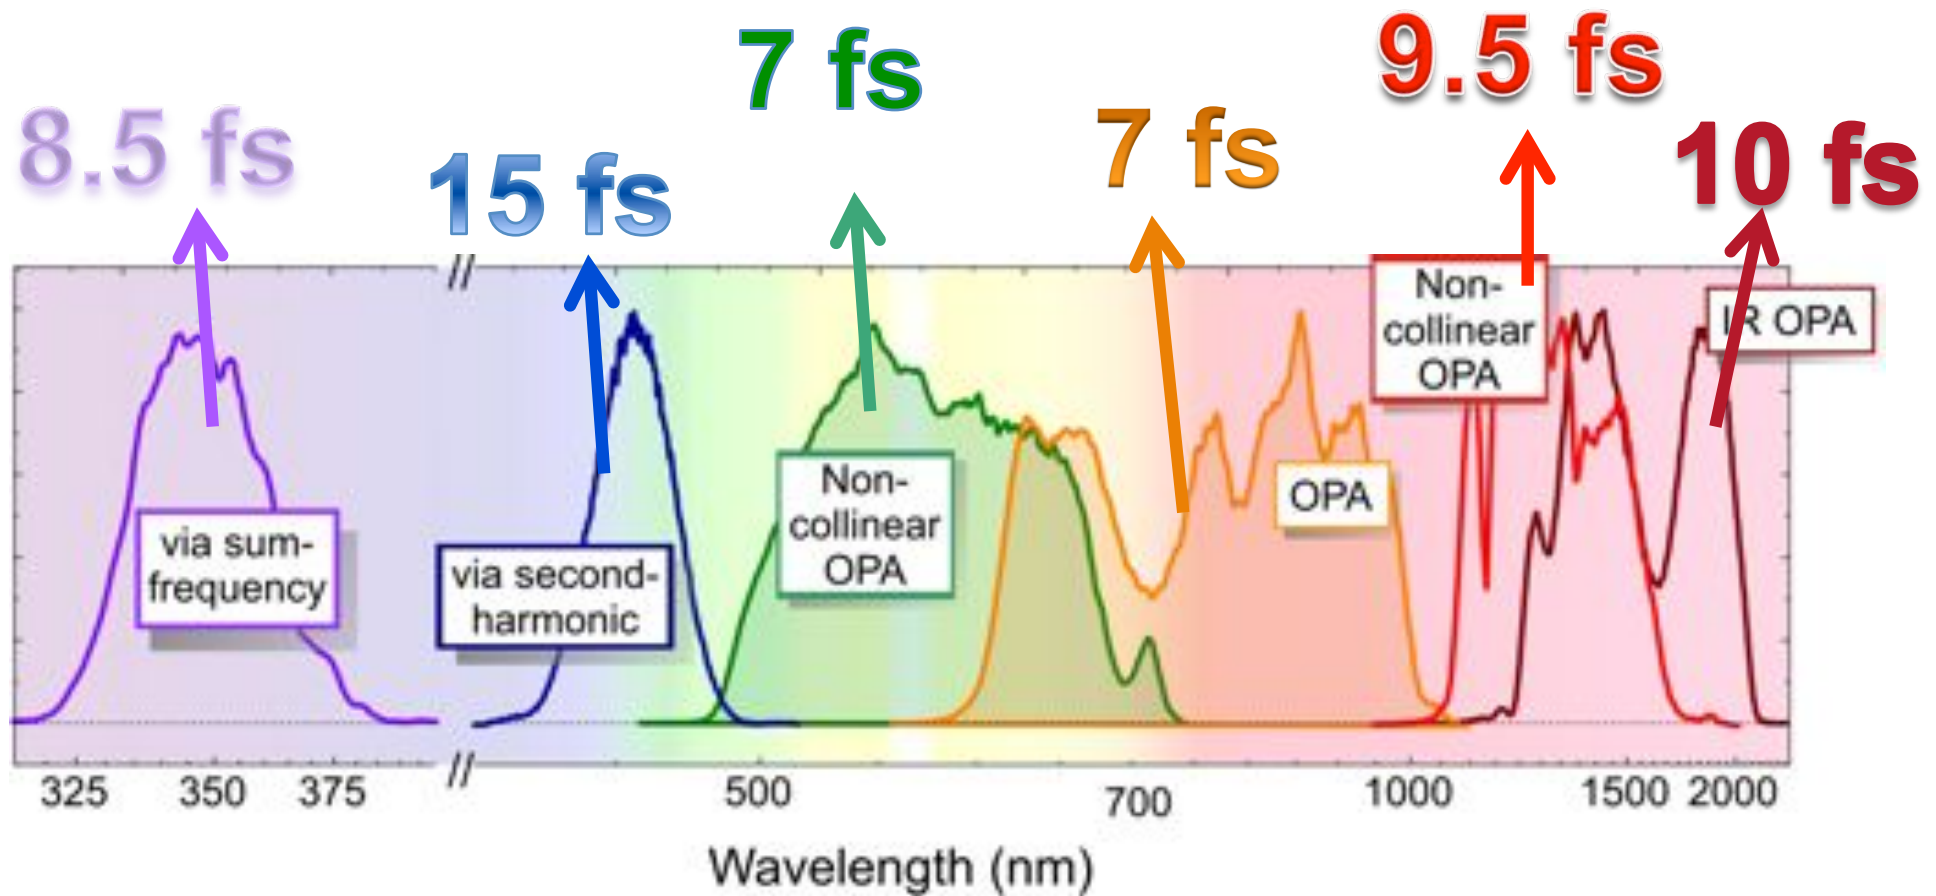 8.5 fs
15 fs
7 fs
7 fs
9.5 fs
10 fs
via sum-
frequency
via second-
harmonic
Non-
collinear
OPA
OPA
Non-
collinear
OPA
IR OPA
//
//
325 350 375 500 700 1000 1500 2000
Wavelength (nm)